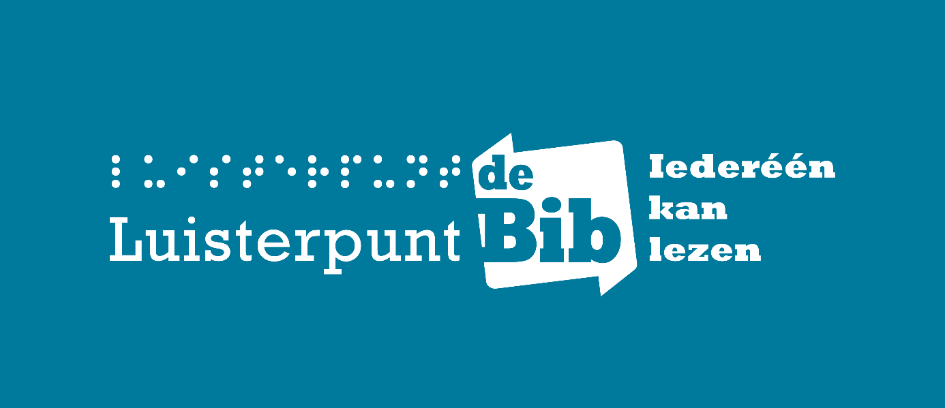 ⠇⠥⠊⠎⠞⠑⠗⠏⠥⠝⠞
Luisterpunt
de
Bib
Iederéén
kan
lezen